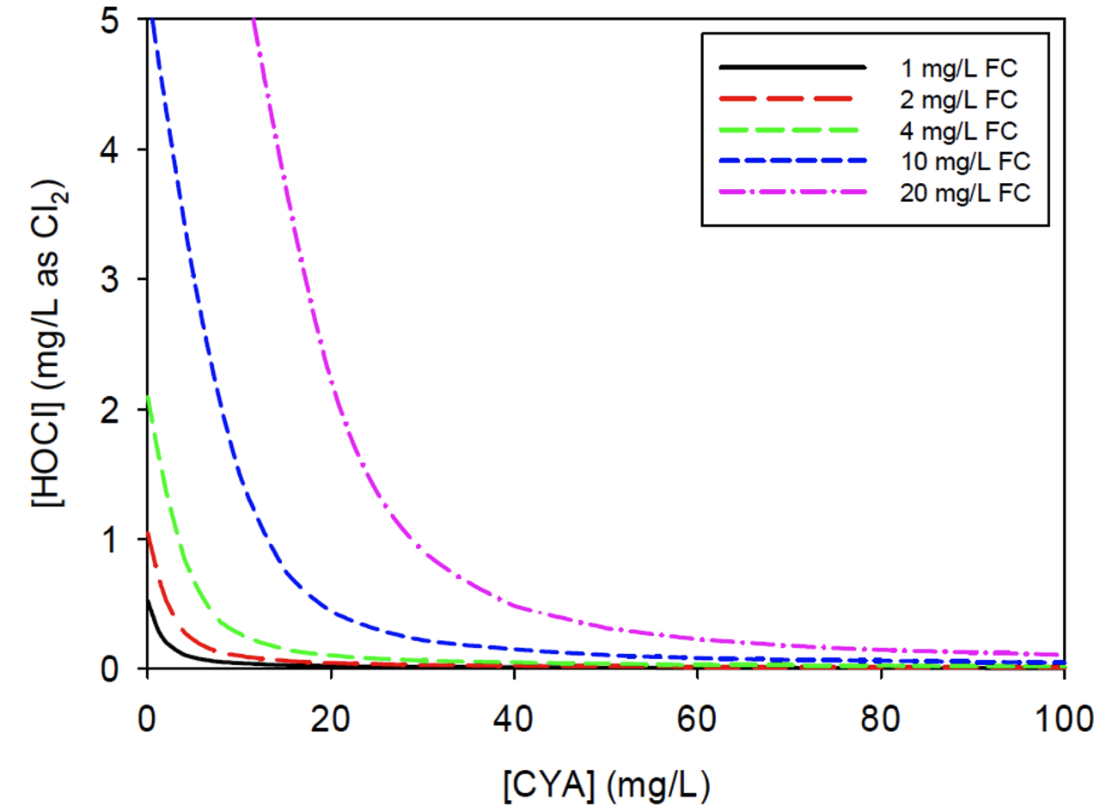 5
4
3
2
1
0
[HOCl] (mg/L as Cl₂)
1 mg/L FC
2 mg/L FC
4 mg/L FC
10 mg/L FC
20 mg/L FC
0 20 40 60 80 100
[CYA] (mg/L)